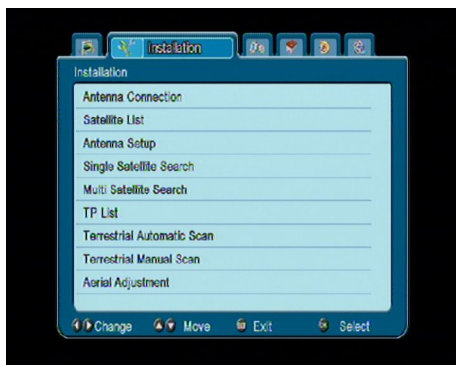 Installation
Installation
Antenna Connection
Satellite List
Antenna Setup
Single Satellite Search
Multi Satellite Search
TP List
Terrestrial Automatic Scan
Terrestrial Manual Scan
Aerial Adjustment
Change Move Exit Select